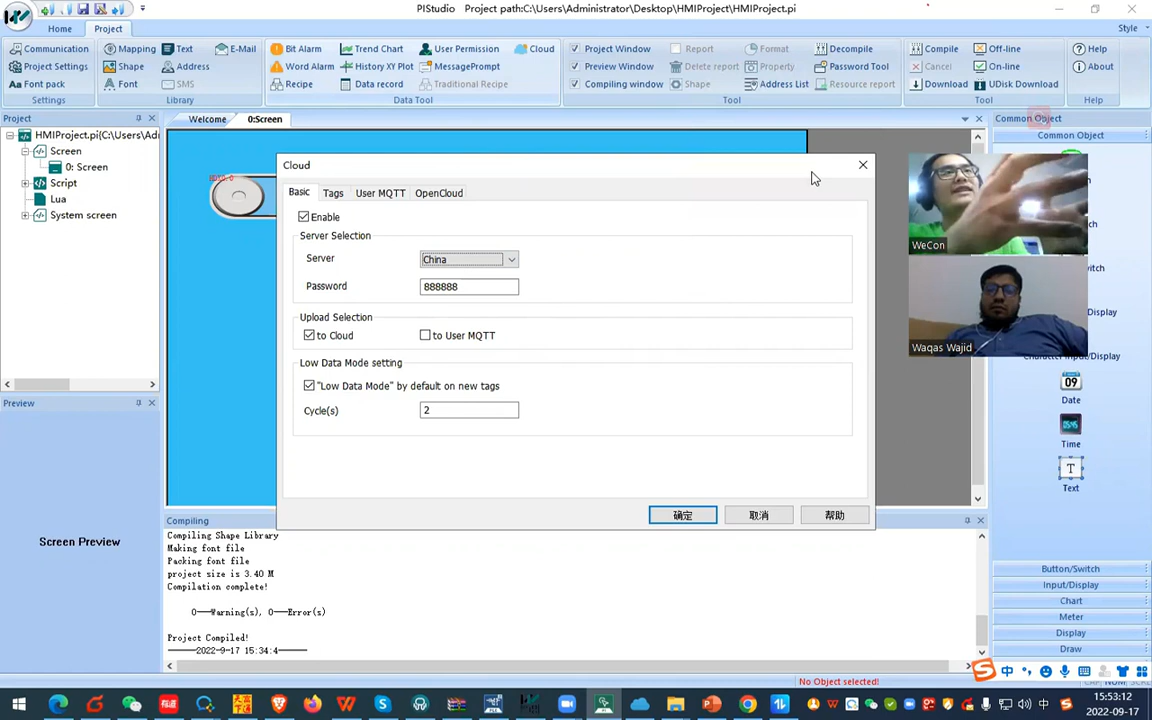 PIStudio Project path:C:\Users\Administrator\Desktop\HMIProject\HMIProject.pi
Home
Project
Style
Communication
Project Settings
Font pack
Settings
Mapping
Text
E-Mail
Shape
Address
Font
SMS
Library
Bit Alarm
Trend Chart
User Permission
Cloud
Word Alarm
History XY Plot
MessagePrompt
Recipe
Data record
Traditional Recipe
Data Tool
Project Window
Report
Format
Decompile
Preview Window
Delete report
Property
Password Tool
Compiling window
Shape
Address List
Resource report
Tool
Compile
Off-line
Cancel
On-line
Download
UDisk Download
Tool
Help
About
Help
Project
HMIProject.pi(C:\Users\Adm
Screen
0: Screen
Script
Lua
System screen
Preview
Screen Preview
Welcome
0:Screen
Cloud
Basic
Tags
User MQTT
OpenCloud
Enable
Server Selection
Server
China
Password
888888
Upload Selection
to Cloud
to User MQTT
Low Data Mode setting
"Low Data Mode" by default on new tags
Cycle(s)
2
确定
取消
帮助
Compiling
Compiling Shape Library
Making font file
Packing font file
project size is 3.40 M
Compilation complete!
0——Warning(s), 0——Error(s)
Project Compiled!
——2022-9-17 15:34:4——
Common Object
Common Object
WeCon
Waqas Wajid
Display
Input/Display
09
Date
Time
T
Text
Button/Switch
Input/Display
Chart
Meter
Display
Draw
No Object selected!
中
中
15:53:12
2022-09-17